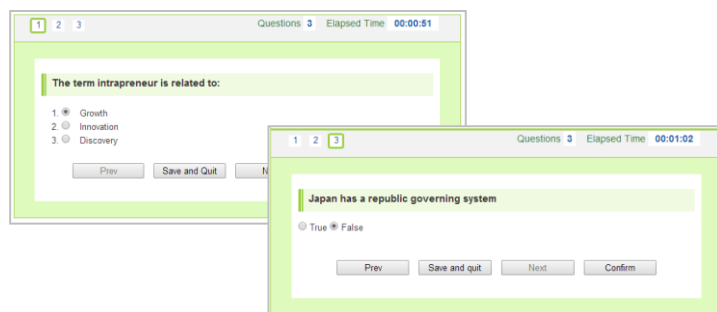 1 2 3 Questions 3 Elapsed Time 00:00:51
The term intrapreneur is related to:
1. Growth
2. Innovation
3. Discovery
Prev Save and Quit N
1 2 3 Questions 3 Elapsed Time 00:01:02
Japan has a republic governing system
True False
Prev Save and quit Next Confirm